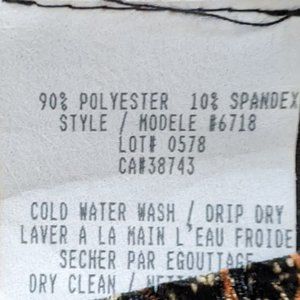 90% POLYESTER 10% SPANDEX
STYLE / MODELE #6718
LOT# 0578
CA#38743
COLD WATER WASH / DRIP DRY
LAVER A LA MAIN L'EAU FROIDE
SECHER PAR EGOUTTAGE
DRY CLEAN /